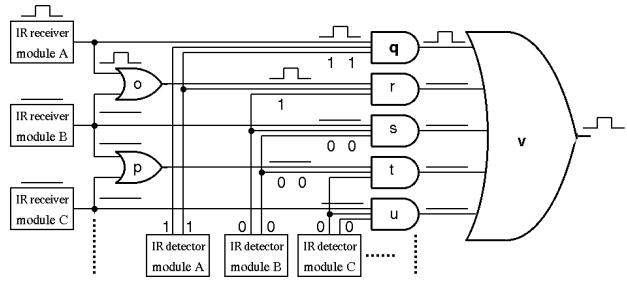 IR receiver
module A
IR receiver
module B
IR receiver
module C
o
p
q
r
s
t
u
v
1 1
1
0 0
0 0
1 1
0 0
0 0
IR detector
module A
IR detector
module B
IR detector
module C